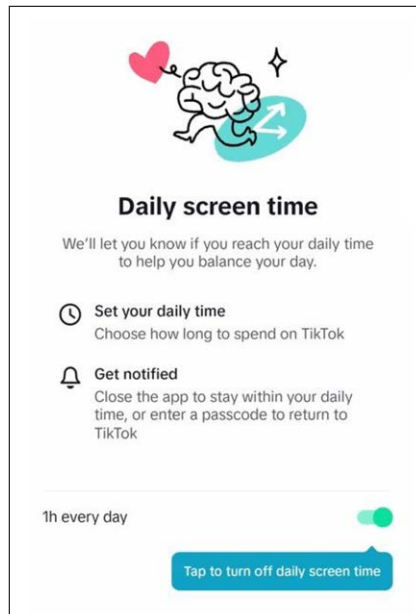 Daily screen time
We'll let you know if you reach your daily time
to help you balance your day.
Set your daily time
Choose how long to spend on TikTok
Get notified
Close the app to stay within your daily
time, or enter a passcode to return to
TikTok
1h every day
Tap to turn off daily screen time